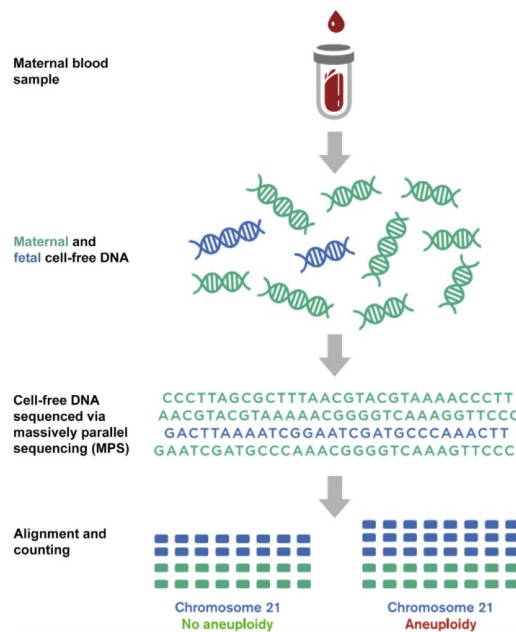 Maternal blood
sample
Maternal and
fetal cell-free DNA
Cell-free DNA
sequenced via
massively parallel
sequencing (MPS)
CCCTTAGCGCTTTAACGTACGTAAAACCCTT
AACGTACGTAAAAACGGGGTCAAAGGTTCCC
GACTTAAAATCGGAATCGATGCCCAAACTT
GAATCGATGCCCAAACGGGGTCAAAGTTCCC
Alignment and
counting
Chromosome 21
No aneuploidy
Chromosome 21
Aneuploidy